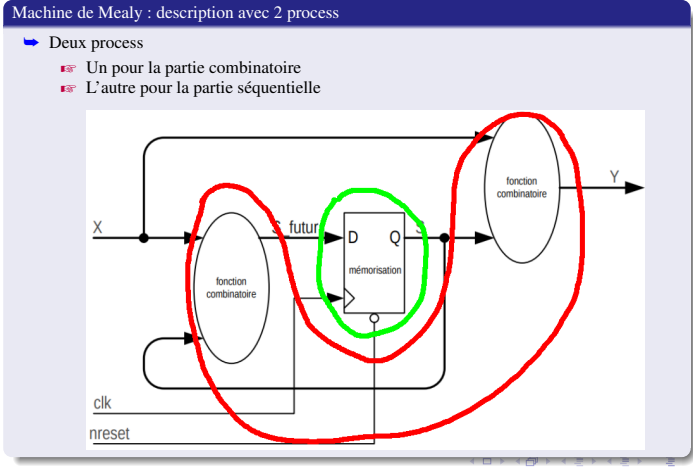 Machine de Mealy : description avec 2 process
Deux process
Un pour la partie combinatoire
L'autre pour la partie séquentielle
fonction
combinatoire
Y
X
S_futur
D
Q
S
mémorisation
fonction
combinatoire
clk
nreset